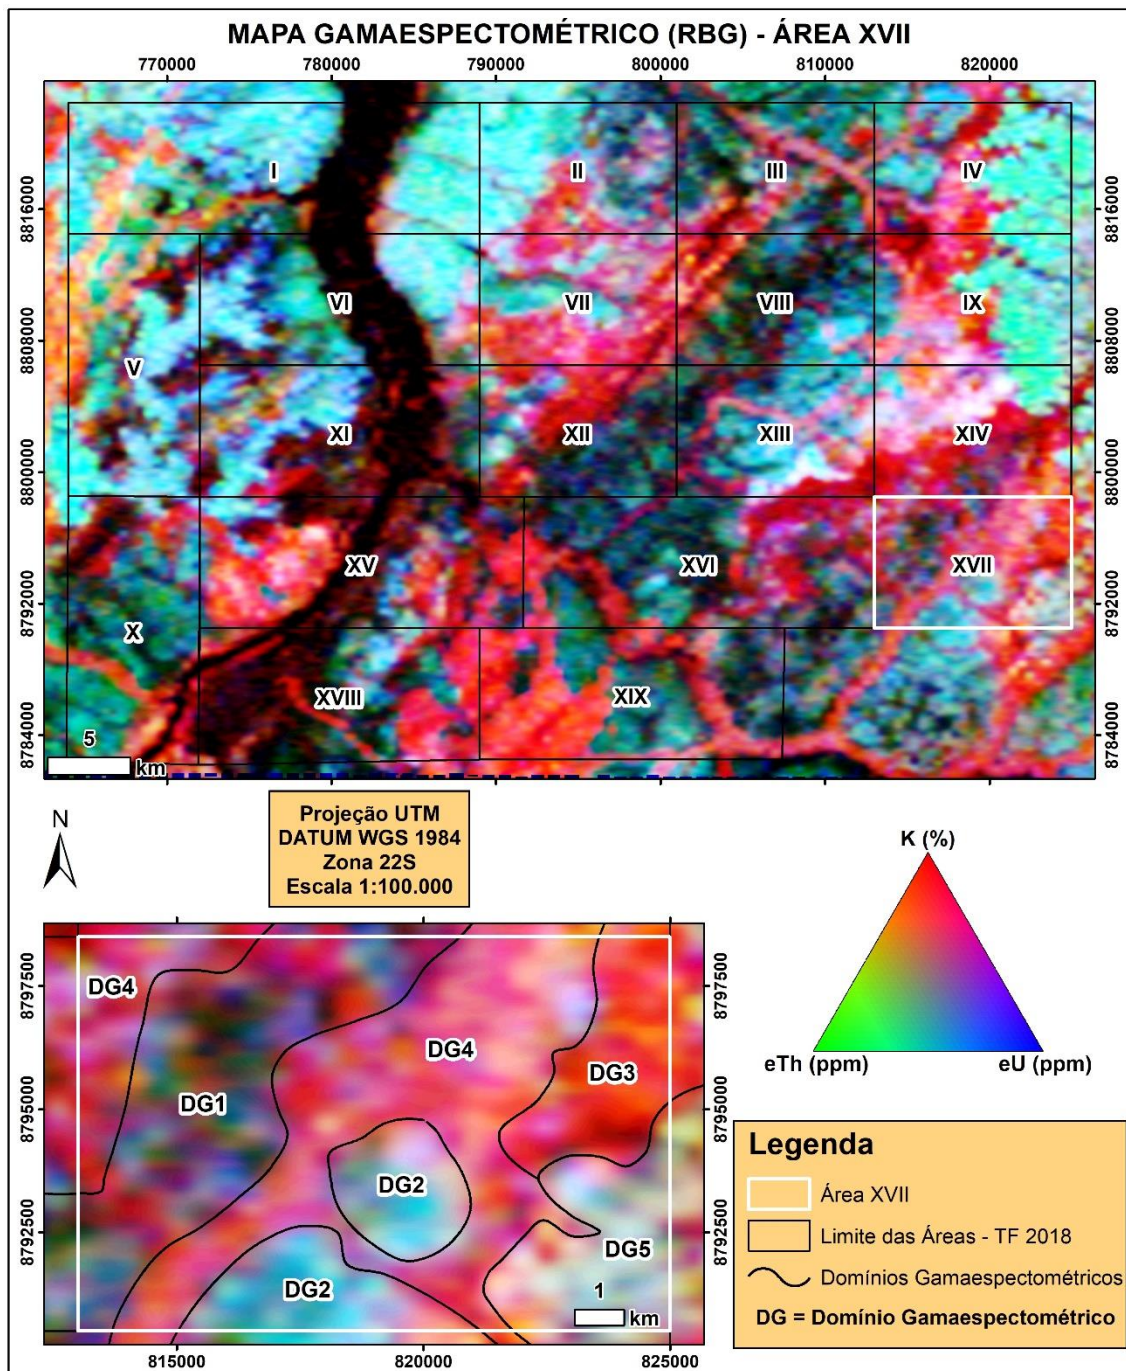 MAPA GAMAESPECTOMÉTRICO (RBG) - ÁREA XVII
770000 780000 790000 800000 810000 820000
I II III IV
8816000 8816000
VI VII VIII IX
8808000 8808000
V
XI XII XIII XIV
8800000 8800000
XV XVI XVII
8792000 8792000
X
XVIII XIX
8784000 8784000
5
km
N
Projeção UTM
DATUM WGS 1984
Zona 22S
Escala 1:100.000
K (%)
eTh (ppm) eU (ppm)
DG4
8797500 8797500
DG4
DG3
DG1
8795000 8795000
DG2
8792500 8792500
DG5
DG2
1
km
815000 820000 825000
Legenda
Área XVII
Limite das Áreas - TF 2018
Domínios Gamaespectométricos
DG = Domínio Gamaespectométrico